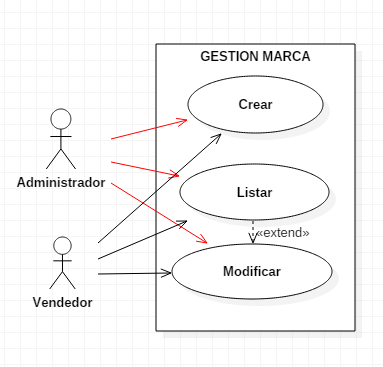 GESTION MARCA
Crear
Administrador
Listar
«extend»
Modificar
Vendedor